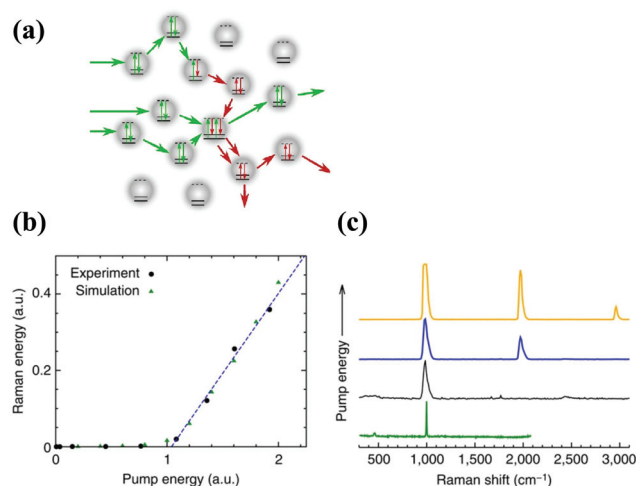 (a)
(b)
Experiment
Simulation
0.4
0.2
0
0
1
2
Raman energy (a.u.)
Pump energy (a.u.)
(c)
Pump energy
500
1,000
1,500
2,000
2,500
3,000
Raman shift (cm⁻¹)